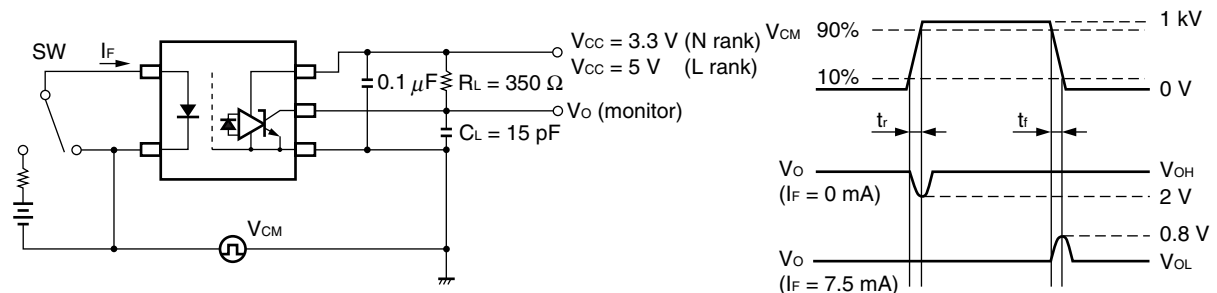 SW
IF
VCC = 3.3 V (N rank)
VCC = 5 V (L rank)
0.1 μF
RL = 350 Ω
VO (monitor)
CL = 15 pF
VCM
VCM 90%
10%
1 kV
0 V
tr
tf
VO
(IF = 0 mA)
VOH
2 V
0.8 V
VO
(IF = 7.5 mA)
VOL